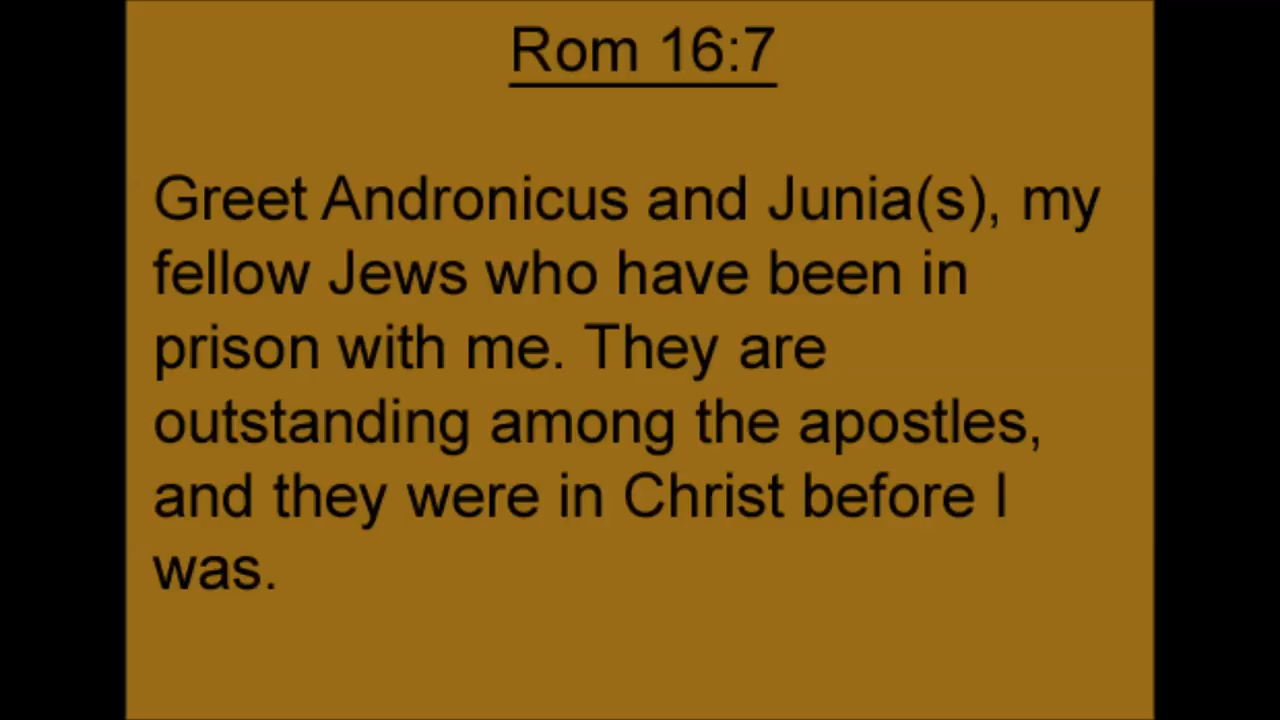 Rom 16:7
Greet Andronicus and Junia(s), my
fellow Jews who have been in
prison with me. They are
outstanding among the apostles,
and they were in Christ before I
was.